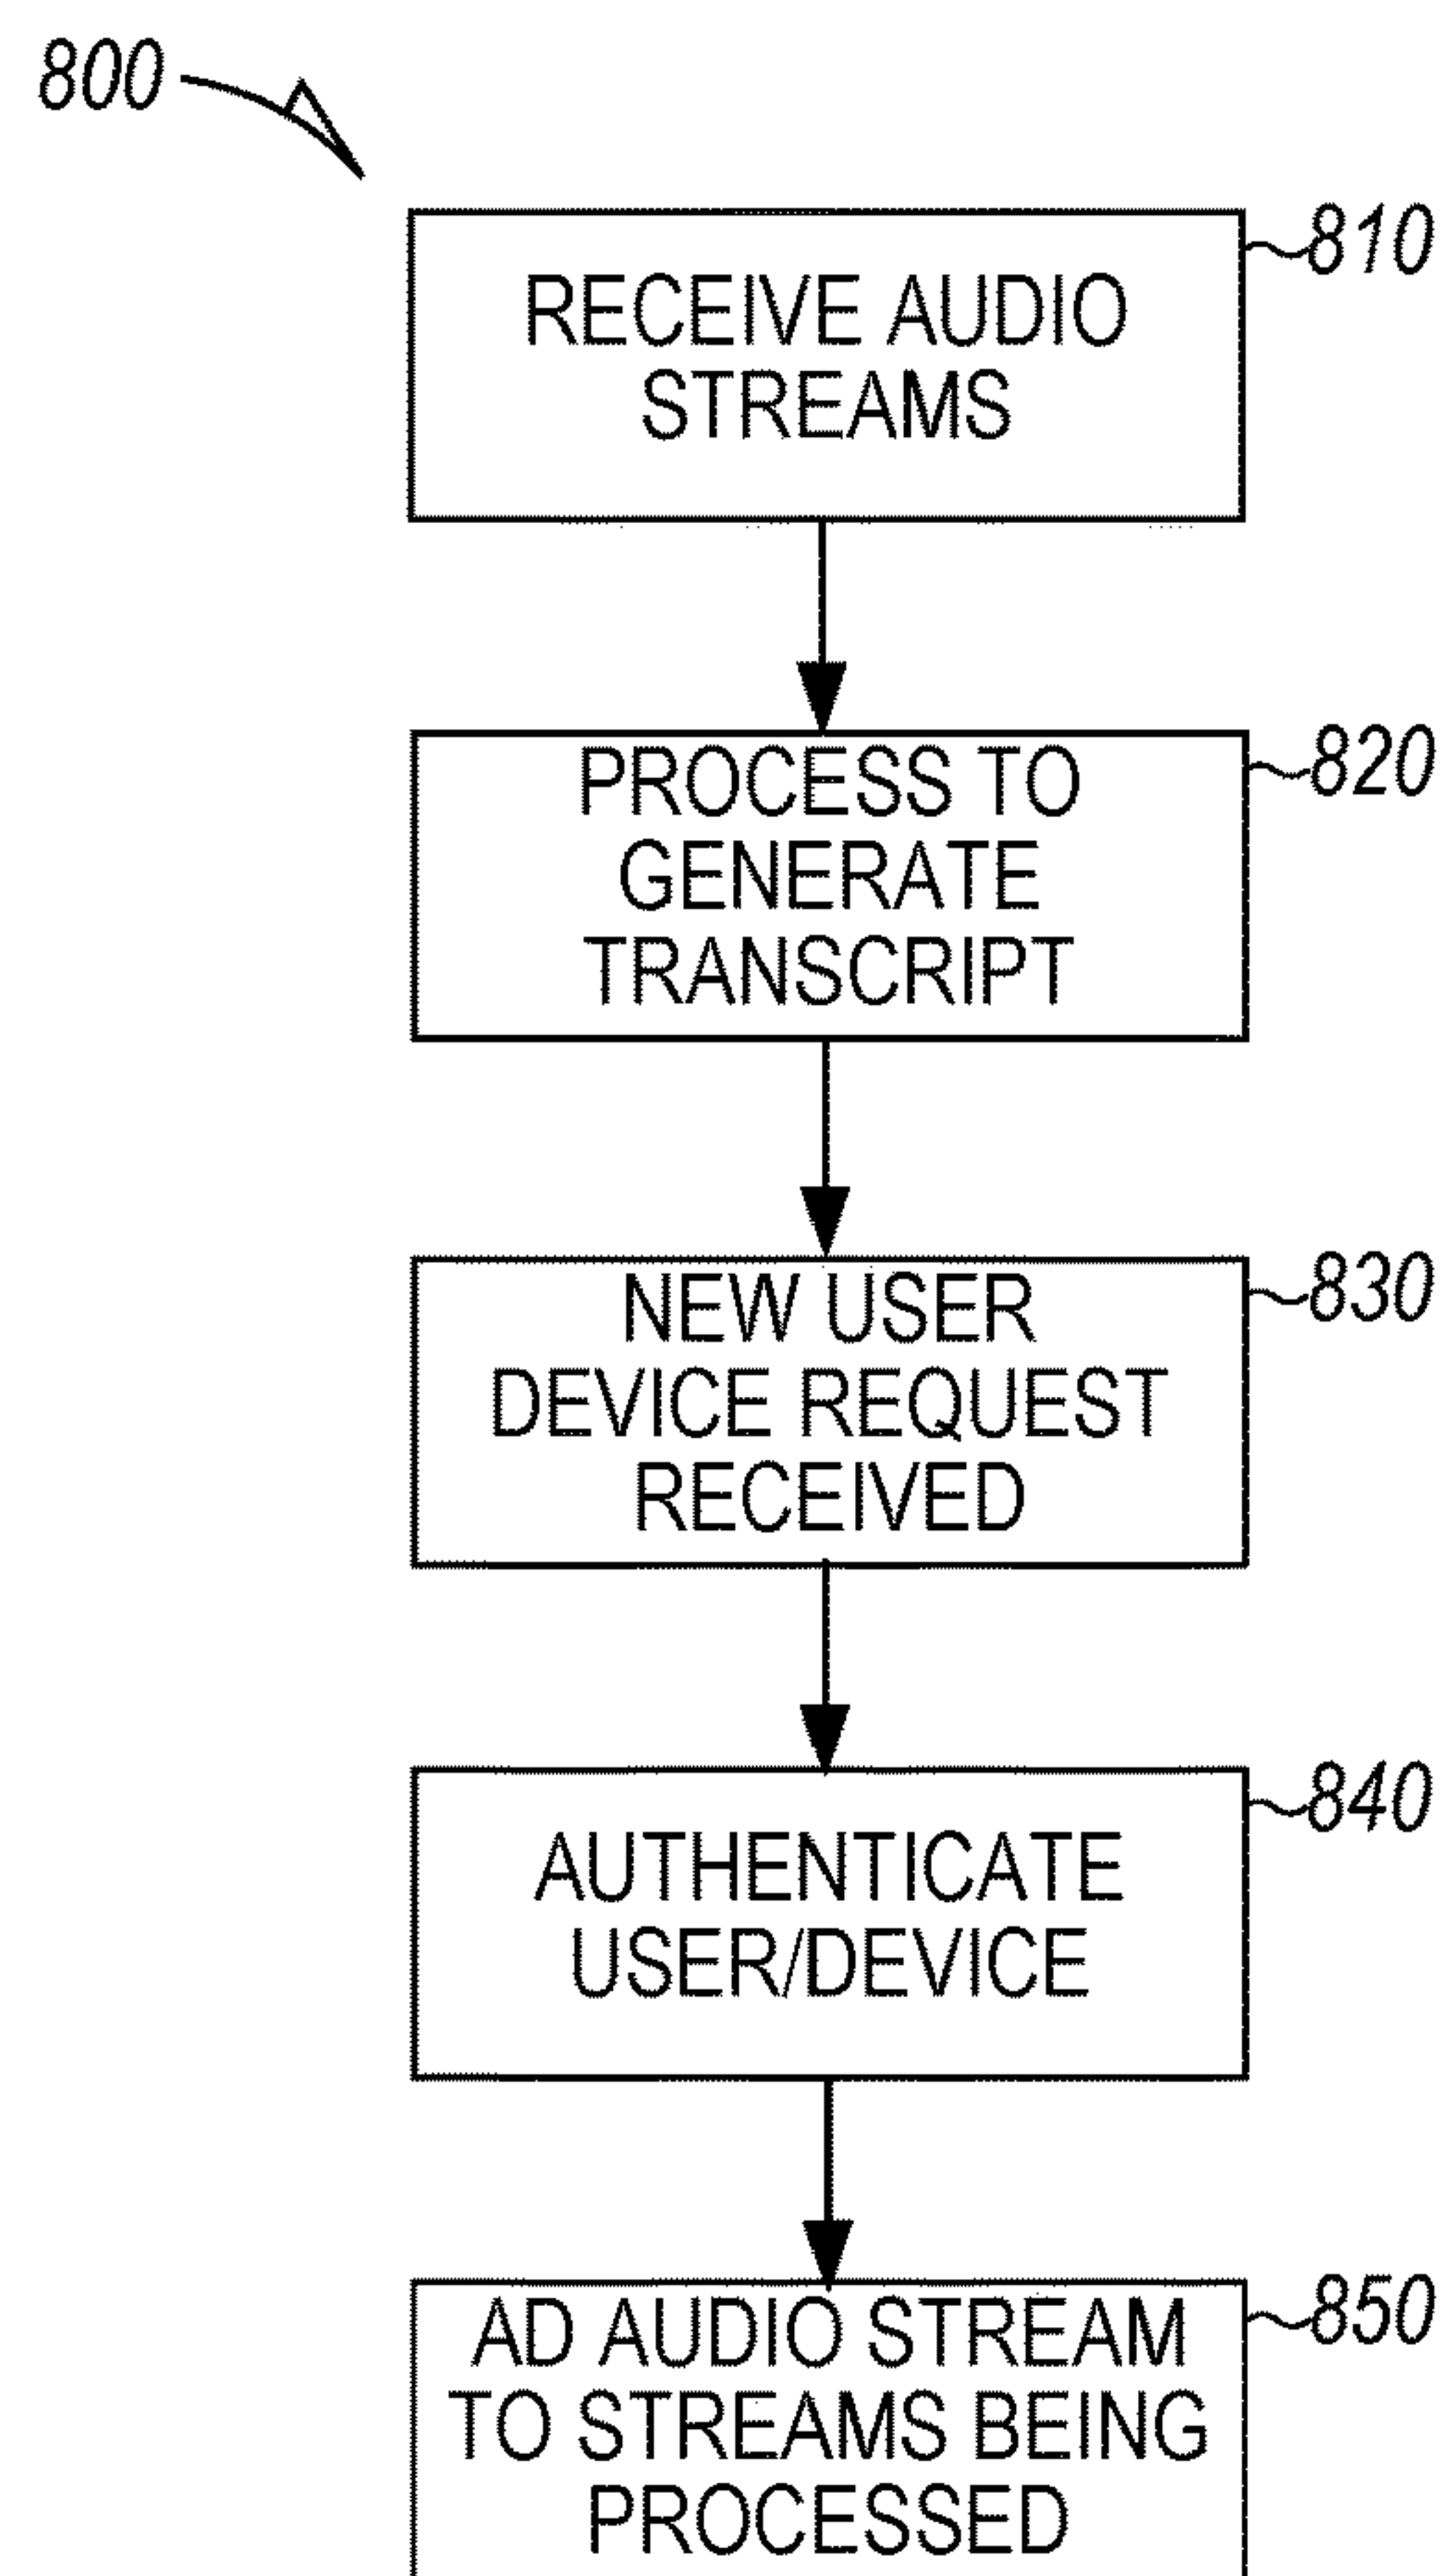 800
810
RECEIVE AUDIO
STREAMS
820
PROCESS TO
GENERATE
TRANSCRIPT
830
NEW USER
DEVICE REQUEST
RECEIVED
840
AUTHENTICATE
USER/DEVICE
850
AD AUDIO STREAM
TO STREAMS BEING
PROCESSED